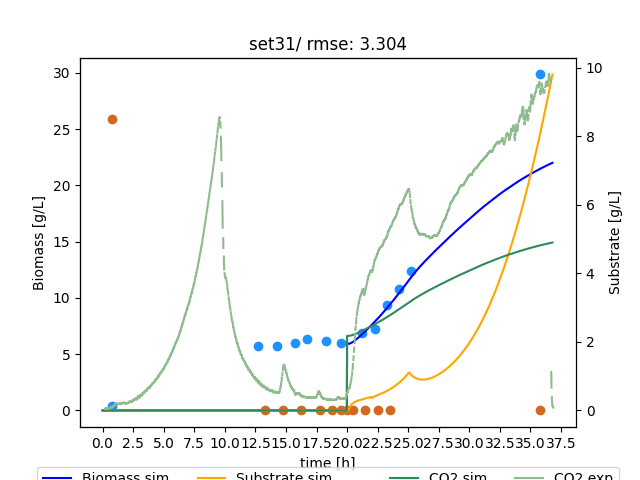 set31/ rmse: 3.304
Biomass [g/L]
30
25
20
15
10
5
0
10
8
6
4
2
0
Substrate [g/L]
0.0 2.5 5.0 7.5 10.0 12.5 15.0 17.5 20.0 22.5 25.0 27.5 30.0 32.5 35.0 37.5
time [h]
Biomass sim Substrate sim CO2 sim CO2 exp